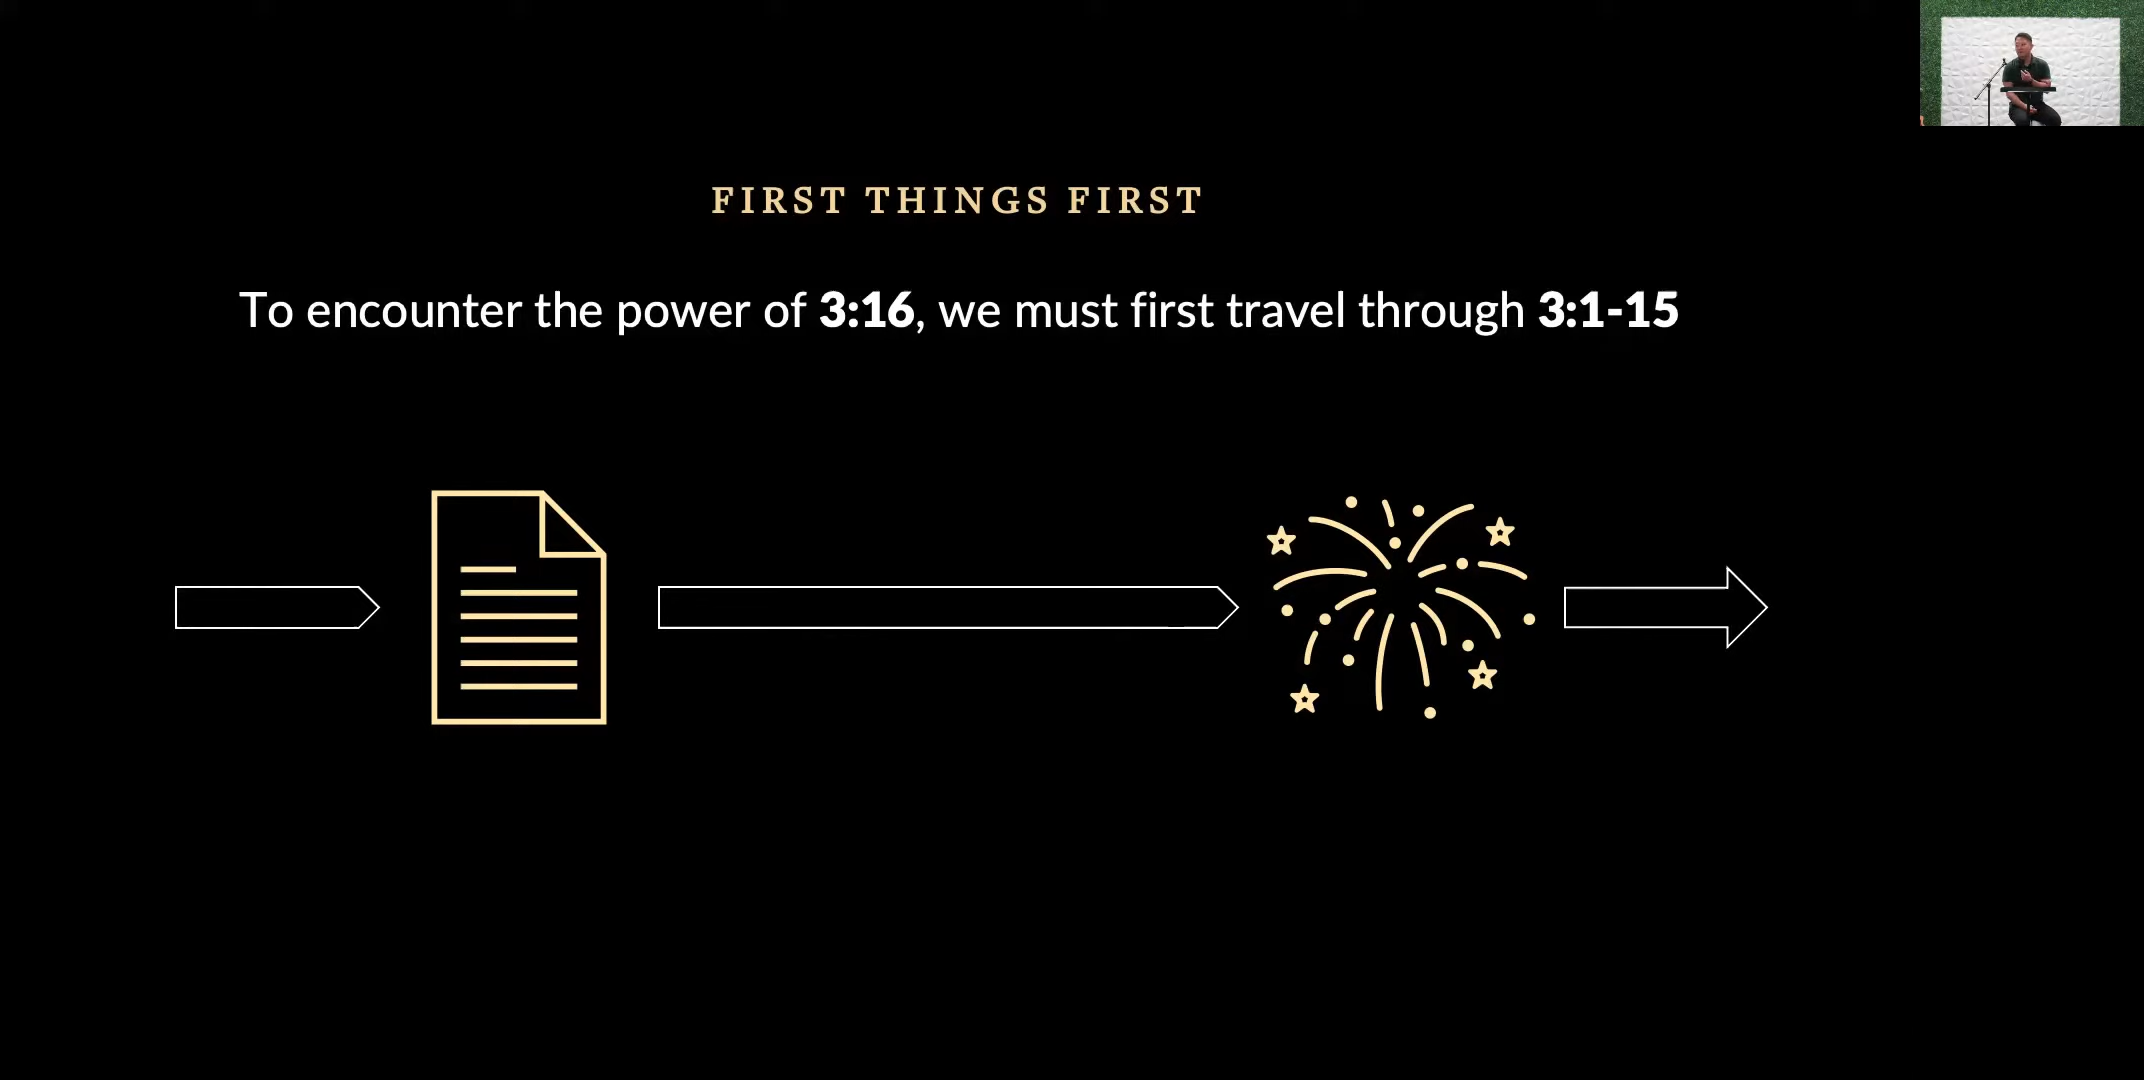 FIRST THINGS FIRST
To encounter the power of 3:16, we must first travel through 3:1-15